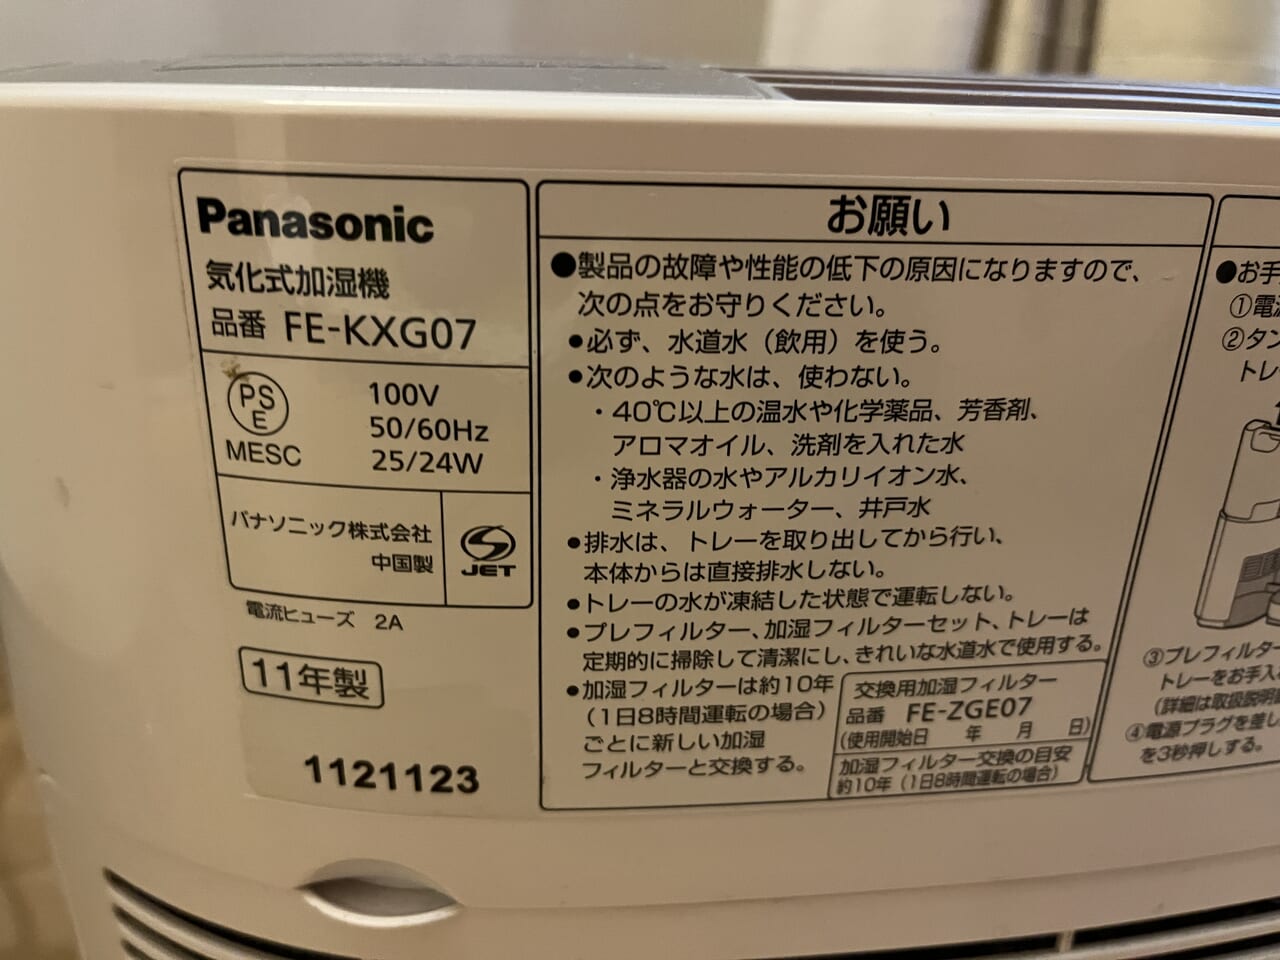 Panasonic
気化式加湿機
品番 FE-KXG07
PS
E
MESC
100V
50/60Hz
25/24W
パナソニック株式会社
中国製
JET
電流ヒューズ 2A
11年製
1121123
お願い
●製品の故障や性能の低下の原因になりますので、
次の点をお守りください。
●必ず、水道水（飲用）を使う。
●次のような水は、使わない。
・40℃以上の温水や化学薬品、芳香剤、
アロマオイル、洗剤を入れた水
・浄水器の水やアルカリイオン水、
ミネラルウォーター、井戸水
●排水は、トレーを取り出してから行い、
本体からは直接排水しない。
●トレーの水が凍結した状態で運転しない。
●プレフィルター、加湿フィルターセット、トレーは
定期的に掃除して清潔にし、きれいな水道水で使用する。
●加湿フィルターは約10年
（1日8時間運転の場合）
ごとに新しい加湿
フィルターと交換する。
交換用加湿フィルター
品番 FE-ZGE07
（使用開始日 年 月 日）
加湿フィルター交換の目安
約10年（1日8時間運転の場合）
●お手
①電源
②タン
トレー
③プレフィルター
トレーをお手入
（詳細は取扱説明
④電源プラグを差し
を3秒押しする。